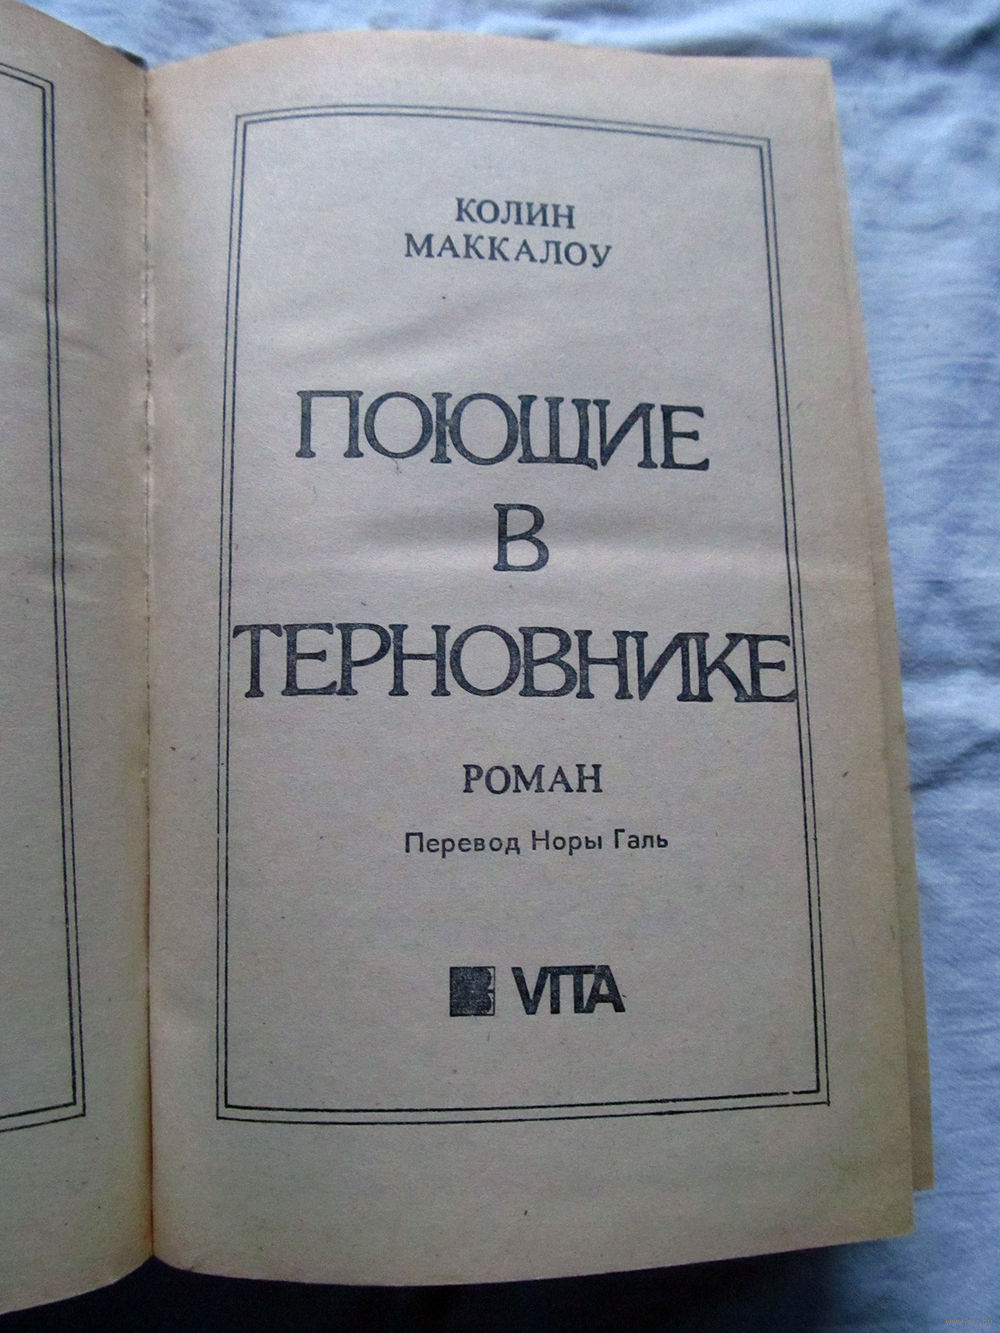 КОЛИН
МАККАЛОУ
ПОЮЩИЕ
В
ТЕРНОВНИКЕ
РОМАН
Перевод Норы Галь
VITA